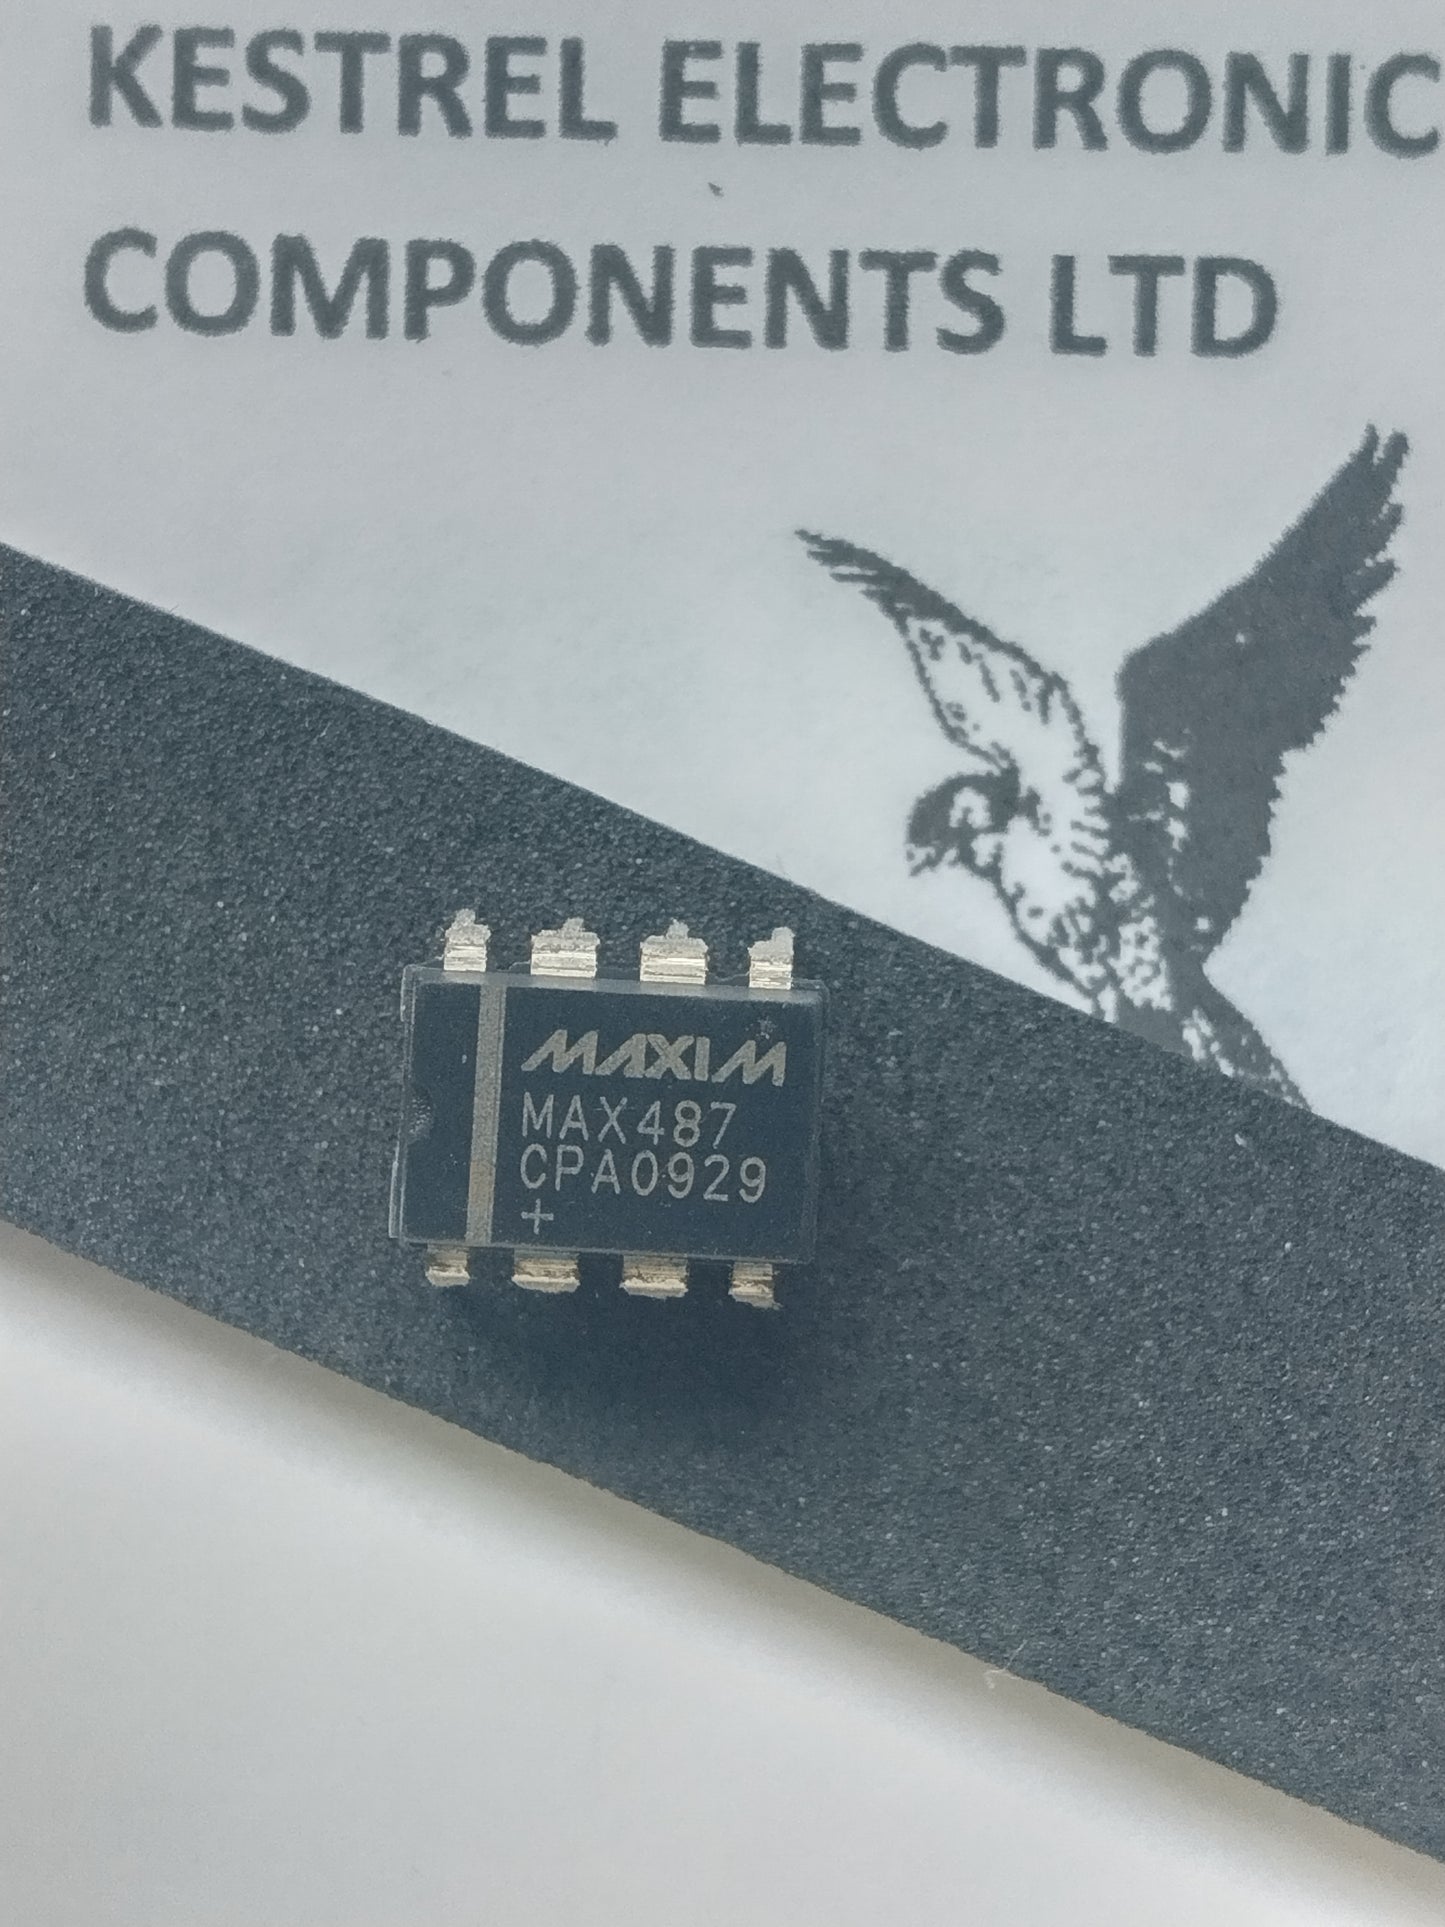 KESTREL ELECTRONIC
COMPONENTS LTD
MAXIM
MAX487
CPA0929
+